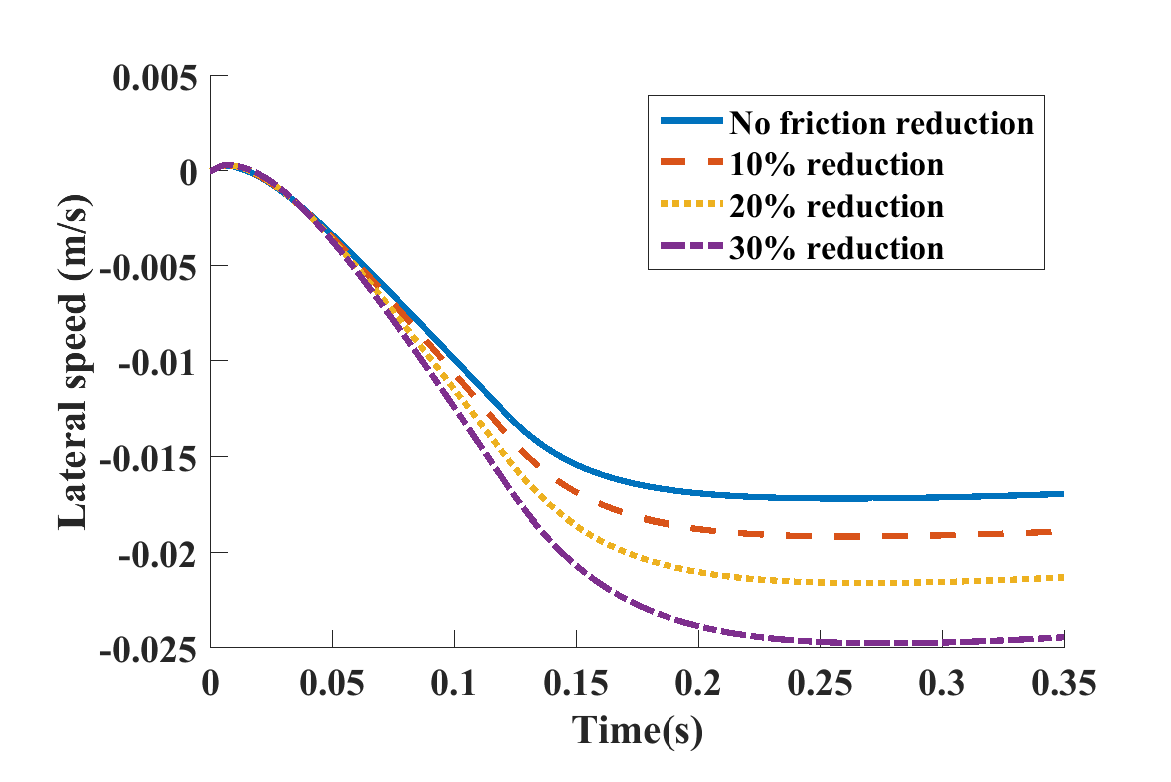 0.005
0
-0.005
-0.01
-0.015
-0.02
-0.025
Lateral speed (m/s)
No friction reduction
10% reduction
20% reduction
30% reduction
0 0.05 0.1 0.15 0.2 0.25 0.3 0.35
Time(s)